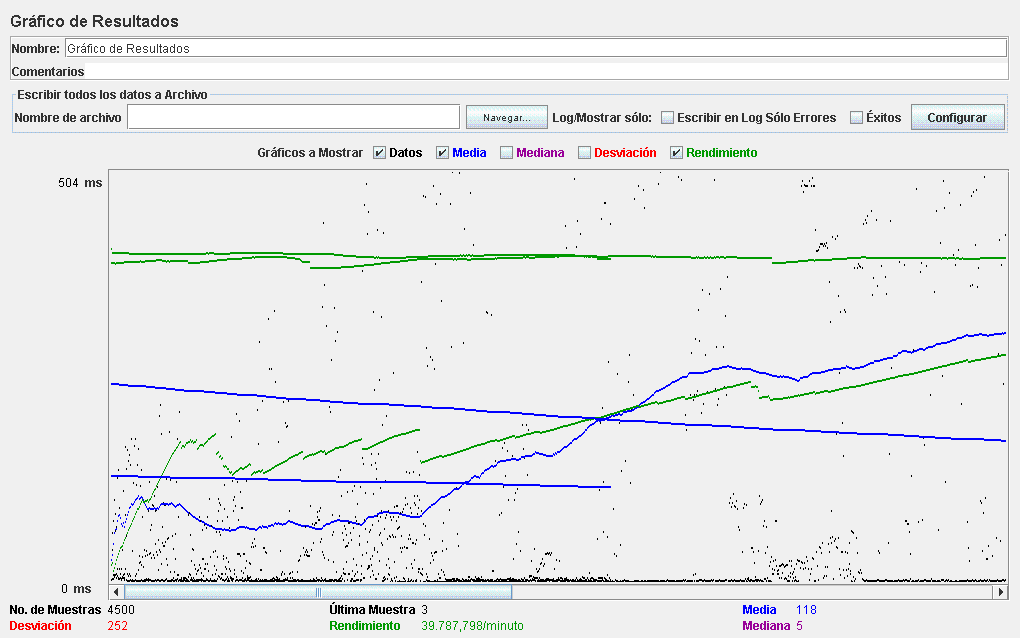 Gráfico de Resultados
Nombre: Gráfico de Resultados
Comentarios
Escribir todos los datos a Archivo
Nombre de archivo Navegar... Log/Mostrar sólo: Escribir en Log Sólo Errores Éxitos Configurar
Gráficos a Mostrar Datos Media Mediana Desviación Rendimiento
504 ms
0 ms
No. de Muestras 4500 Última Muestra 3 Media 118
Desviación 252 Rendimiento 39.787,798/minuto Mediana 5